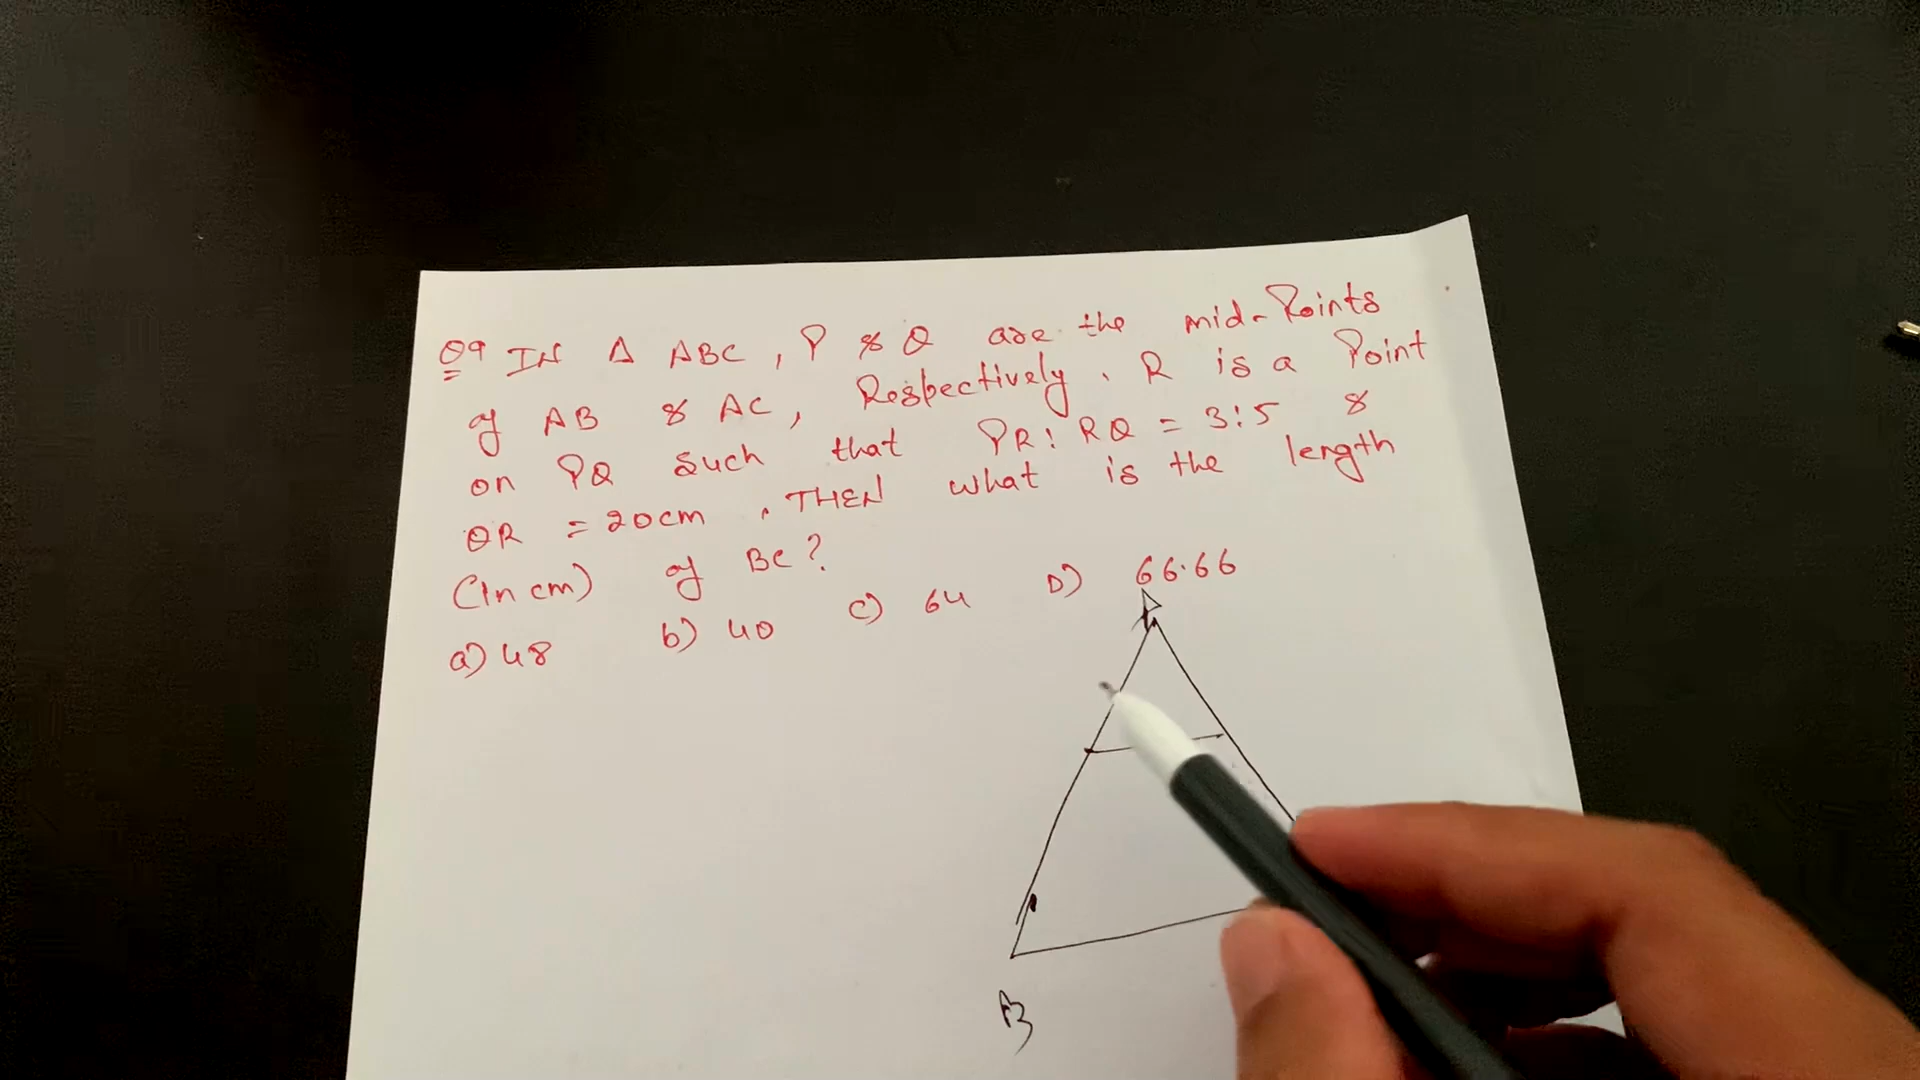 Q9 IN Δ ABC, P & Q are the mid-Points
of AB & AC, Respectively. R is a Point
on PQ such that PR: RQ = 3:5 &
QR = 20cm, THEN what is the length
(In cm) of BC?
a) 48 b) 40 c) 64 D) 66.66
A
B